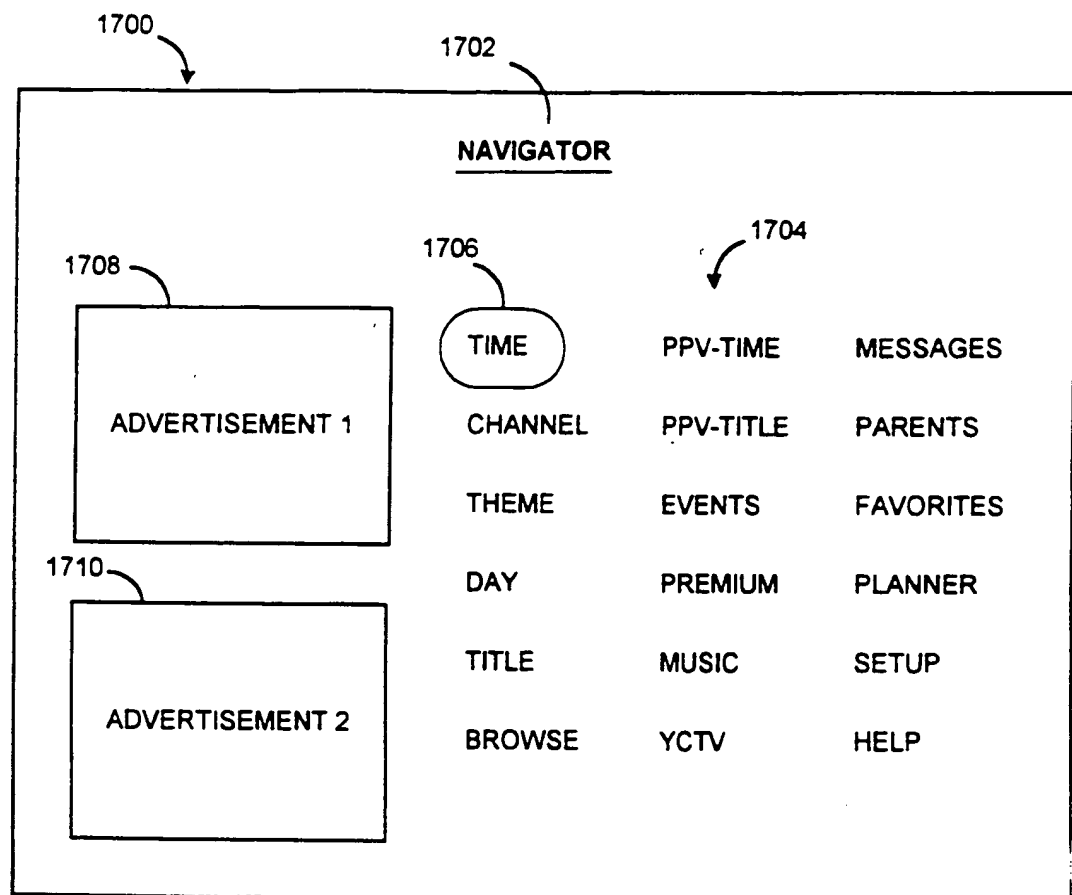 1700
1702
NAVIGATOR
1704
1706
1708
TIME PPV-TIME MESSAGES
ADVERTISEMENT 1
CHANNEL PPV-TITLE PARENTS
THEME EVENTS FAVORITES
1710
DAY PREMIUM PLANNER
TITLE MUSIC SETUP
ADVERTISEMENT 2
BROWSE YCTV HELP